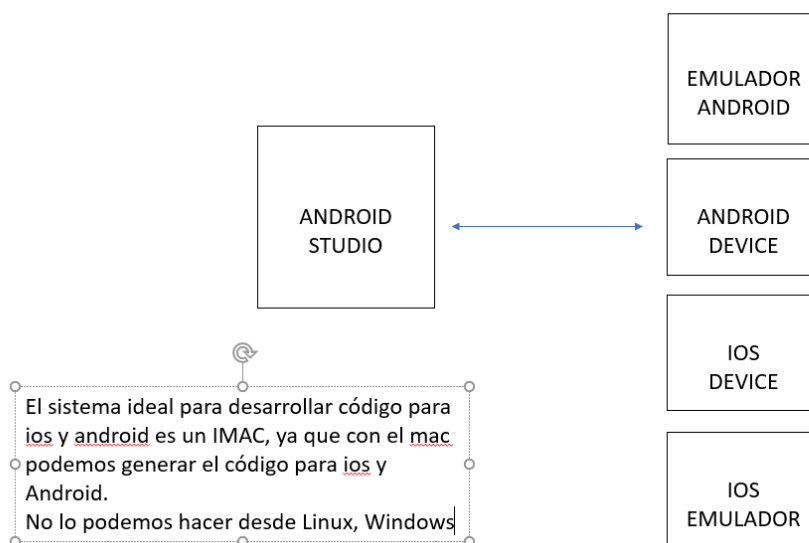 EMULADOR
ANDROID
ANDROID
STUDIO
ANDROID
DEVICE
IOS
DEVICE
El sistema ideal para desarrollar código para
ios y android es un IMAC, ya que con el mac
podemos generar el código para ios y
Android.
No lo podemos hacer desde Linux, Windows
IOS
EMULADOR